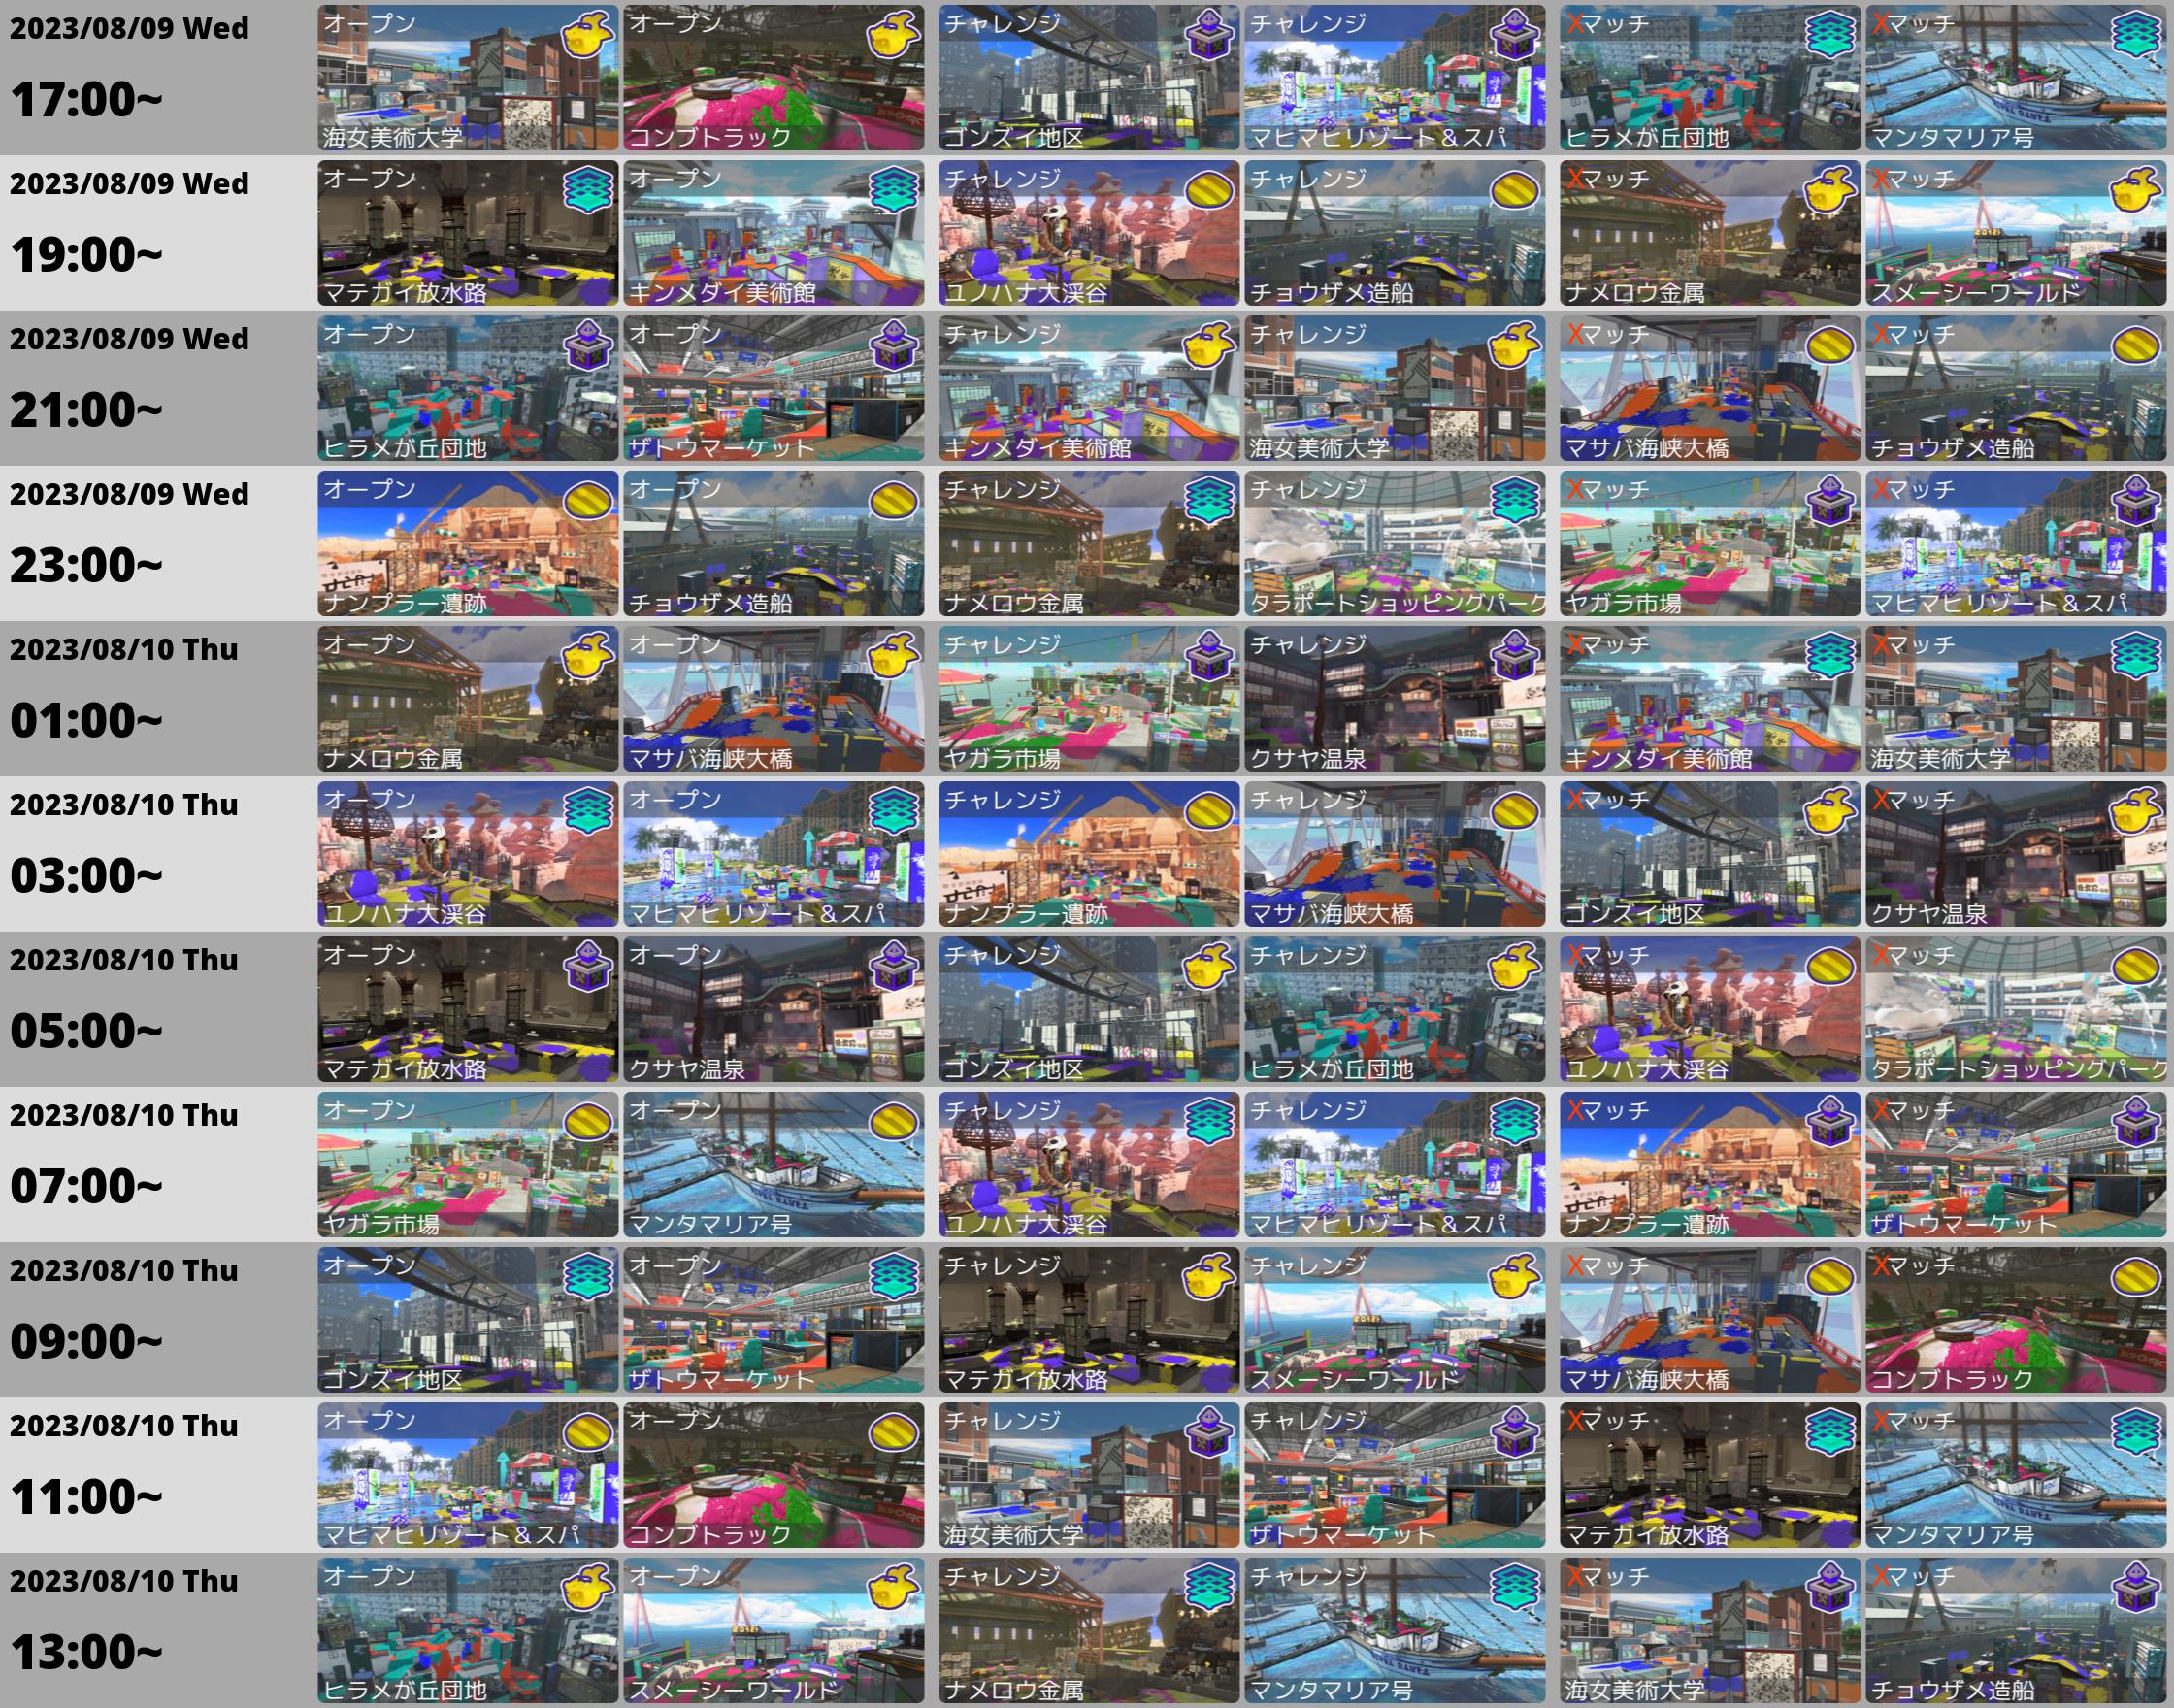 2023/08/09 Wed
17:00~
オープン
海女美術大学
オープン
コンブトラック
チャレンジ
ゴンズイ地区
チャレンジ
マヒマヒリゾート&スパ
Xマッチ
ヒラメが丘団地
Xマッチ
マンタマリア号
2023/08/09 Wed
19:00~
オープン
マテガイ放水路
オープン
キンメダイ美術館
チャレンジ
ユノハナ大渓谷
チャレンジ
チョウザメ造船
Xマッチ
ナメロウ金属
Xマッチ
スメーシーワールド
2023/08/09 Wed
21:00~
オープン
ヒラメが丘団地
オープン
ザトウマーケット
チャレンジ
キンメダイ美術館
チャレンジ
海女美術大学
Xマッチ
マサバ海峡大橋
Xマッチ
チョウザメ造船
2023/08/09 Wed
23:00~
オープン
ナンプラー遺跡
オープン
チョウザメ造船
チャレンジ
ナメロウ金属
チャレンジ
タラポートショッピングパーク
Xマッチ
ヤガラ市場
Xマッチ
マヒマヒリゾート&スパ
2023/08/10 Thu
01:00~
オープン
ナメロウ金属
オープン
マサバ海峡大橋
チャレンジ
ヤガラ市場
チャレンジ
クサヤ温泉
Xマッチ
キンメダイ美術館
Xマッチ
海女美術大学
2023/08/10 Thu
03:00~
オープン
ユノハナ大渓谷
オープン
マヒマヒリゾート&スパ
チャレンジ
ナンプラー遺跡
チャレンジ
マサバ海峡大橋
Xマッチ
ゴンズイ地区
Xマッチ
クサヤ温泉
2023/08/10 Thu
05:00~
オープン
マテガイ放水路
オープン
クサヤ温泉
チャレンジ
ゴンズイ地区
チャレンジ
ヒラメが丘団地
Xマッチ
ユノハナ大渓谷
Xマッチ
タラポートショッピングパーク
2023/08/10 Thu
07:00~
オープン
ヤガラ市場
オープン
マンタマリア号
チャレンジ
ユノハナ大渓谷
チャレンジ
マヒマヒリゾート&スパ
Xマッチ
ナンプラー遺跡
Xマッチ
ザトウマーケット
2023/08/10 Thu
09:00~
オープン
ゴンズイ地区
オープン
ザトウマーケット
チャレンジ
マテガイ放水路
チャレンジ
スメーシーワールド
Xマッチ
マサバ海峡大橋
Xマッチ
コンブトラック
2023/08/10 Thu
11:00~
オープン
マヒマヒリゾート&スパ
オープン
コンブトラック
チャレンジ
海女美術大学
チャレンジ
ザトウマーケット
Xマッチ
マテガイ放水路
Xマッチ
マンタマリア号
2023/08/10 Thu
13:00~
オープン
ヒラメが丘団地
オープン
スメーシーワールド
チャレンジ
ナメロウ金属
チャレンジ
マンタマリア号
Xマッチ
海女美術大学
Xマッチ
チョウザメ造船